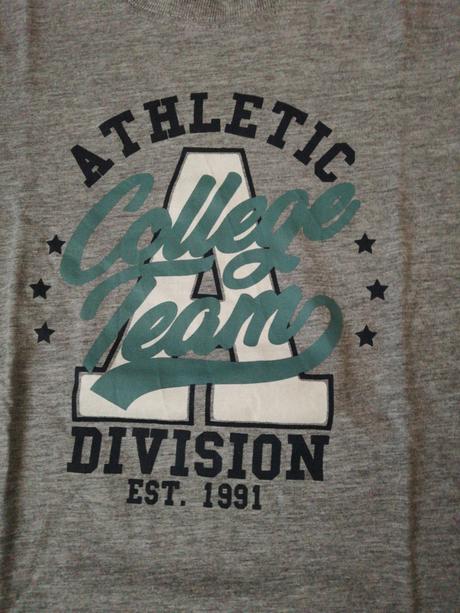 ATHLETIC
A
College
Team
DIVISION
EST. 1991